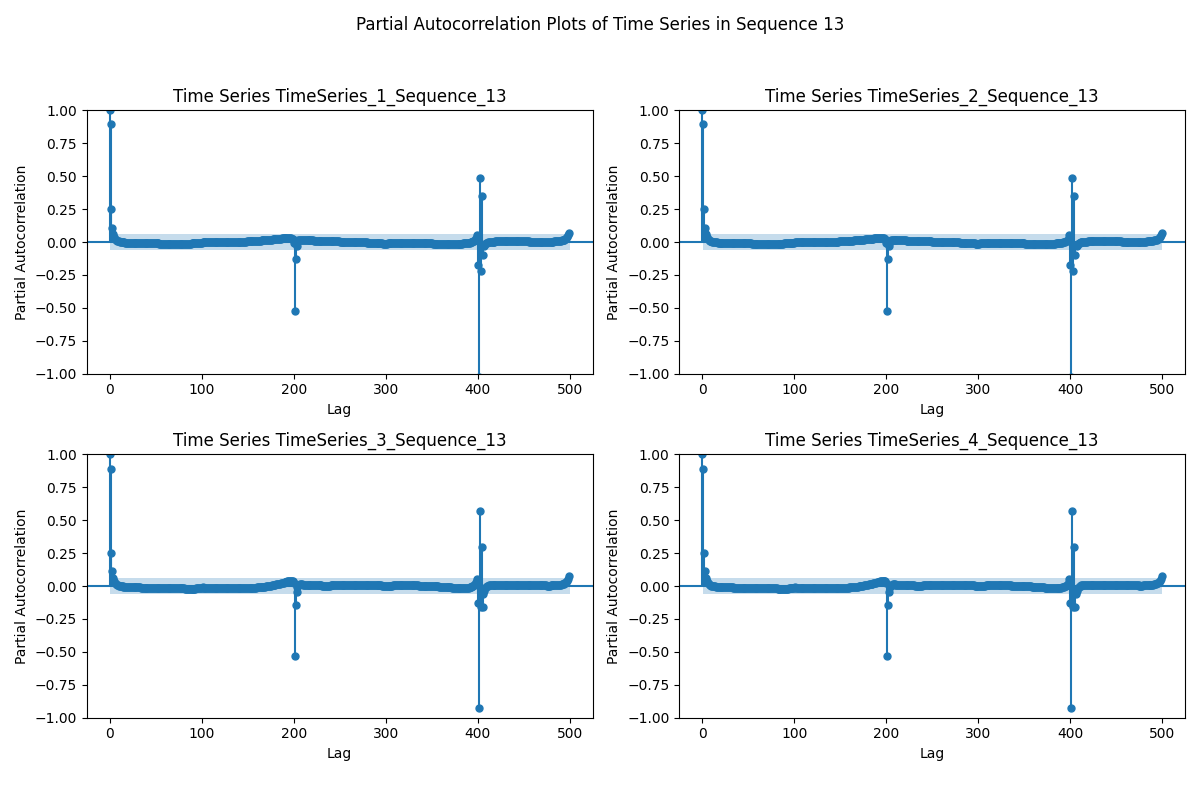 Partial Autocorrelation Plots of Time Series in Sequence 13
Time Series TimeSeries_1_Sequence_13
Partial Autocorrelation
1.00
0.75
0.50
0.25
0.00
−0.25
−0.50
−0.75
−1.00
0 100 200 300 400 500
Lag
Time Series TimeSeries_2_Sequence_13
Partial Autocorrelation
1.00
0.75
0.50
0.25
0.00
−0.25
−0.50
−0.75
−1.00
0 100 200 300 400 500
Lag
Time Series TimeSeries_3_Sequence_13
Partial Autocorrelation
1.00
0.75
0.50
0.25
0.00
−0.25
−0.50
−0.75
−1.00
0 100 200 300 400 500
Lag
Time Series TimeSeries_4_Sequence_13
Partial Autocorrelation
1.00
0.75
0.50
0.25
0.00
−0.25
−0.50
−0.75
−1.00
0 100 200 300 400 500
Lag